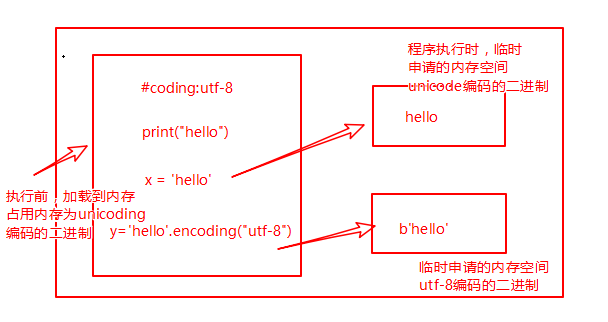 #coding:utf-8
print("hello")
x = 'hello'
y='hello'.encoding("utf-8")
执行前，加载到内存
占用内存为unicoding
编码的二进制
程序执行时，临时
申请的内存空间
unicode编码的二进制
hello
b'hello'
临时申请的内存空间
utf-8编码的二进制